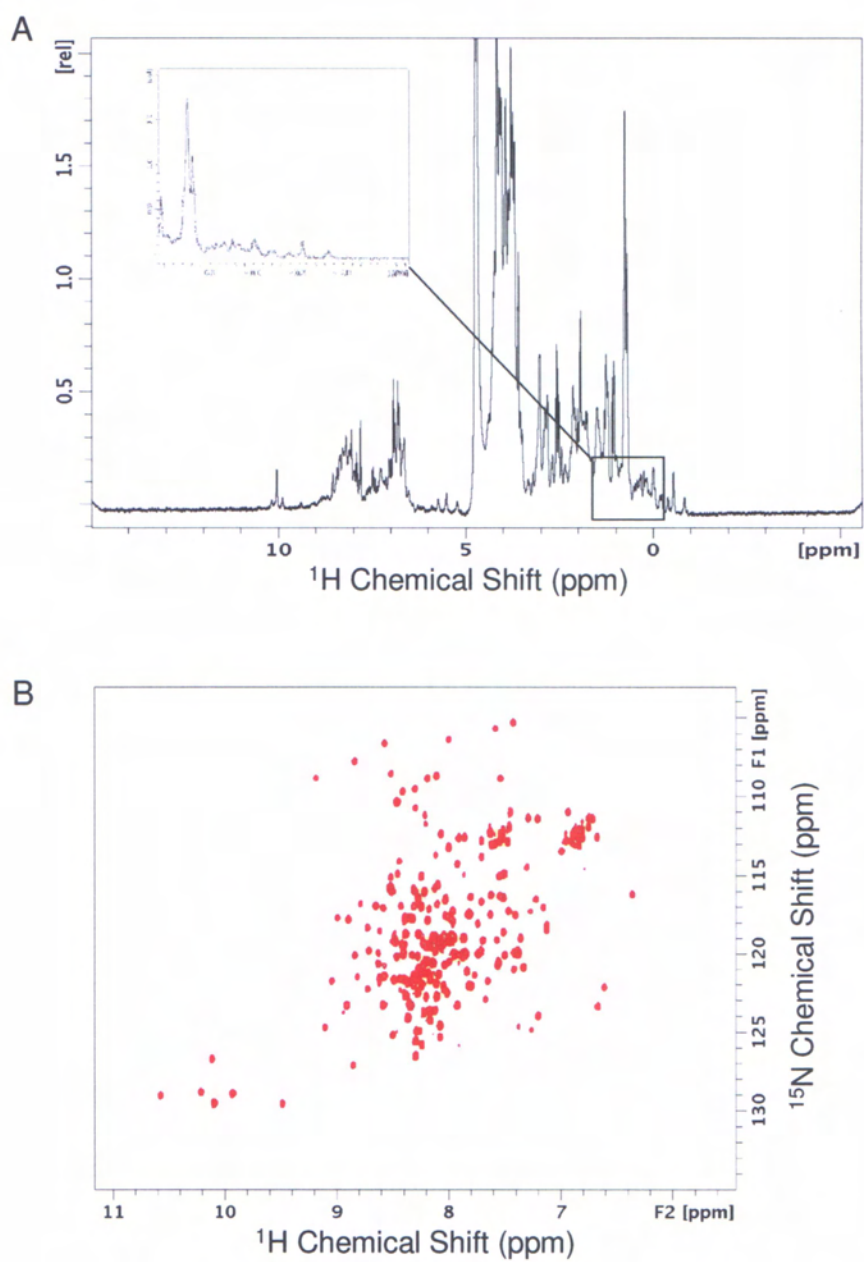 A
[rel]
1.5
1.0
0.5
10 5 0 [ppm]
1H Chemical Shift (ppm)
B
F1 [ppm]
110
115
120
125
130
15N Chemical Shift (ppm)
11 10 9 8 7 F2 [ppm]
1H Chemical Shift (ppm)